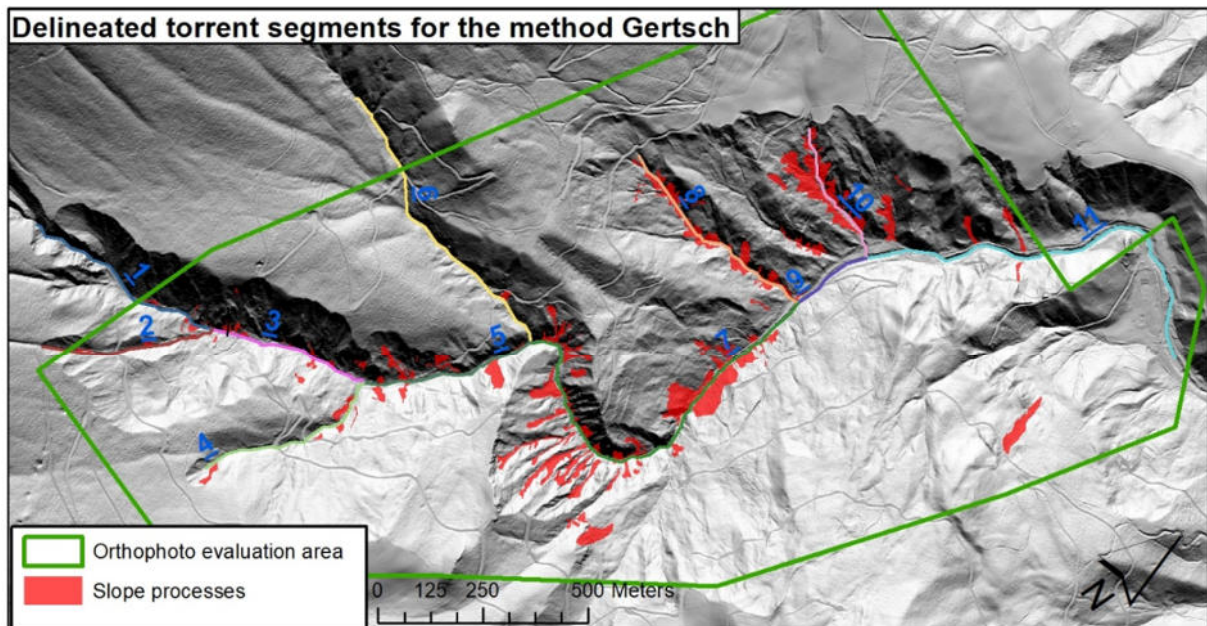 Delineated torrent segments for the method Gertsch
1
2
3
4
5
6
7
8
9
10
11
Orthophoto evaluation area
Slope processes
0 125 250 500 Meters
N